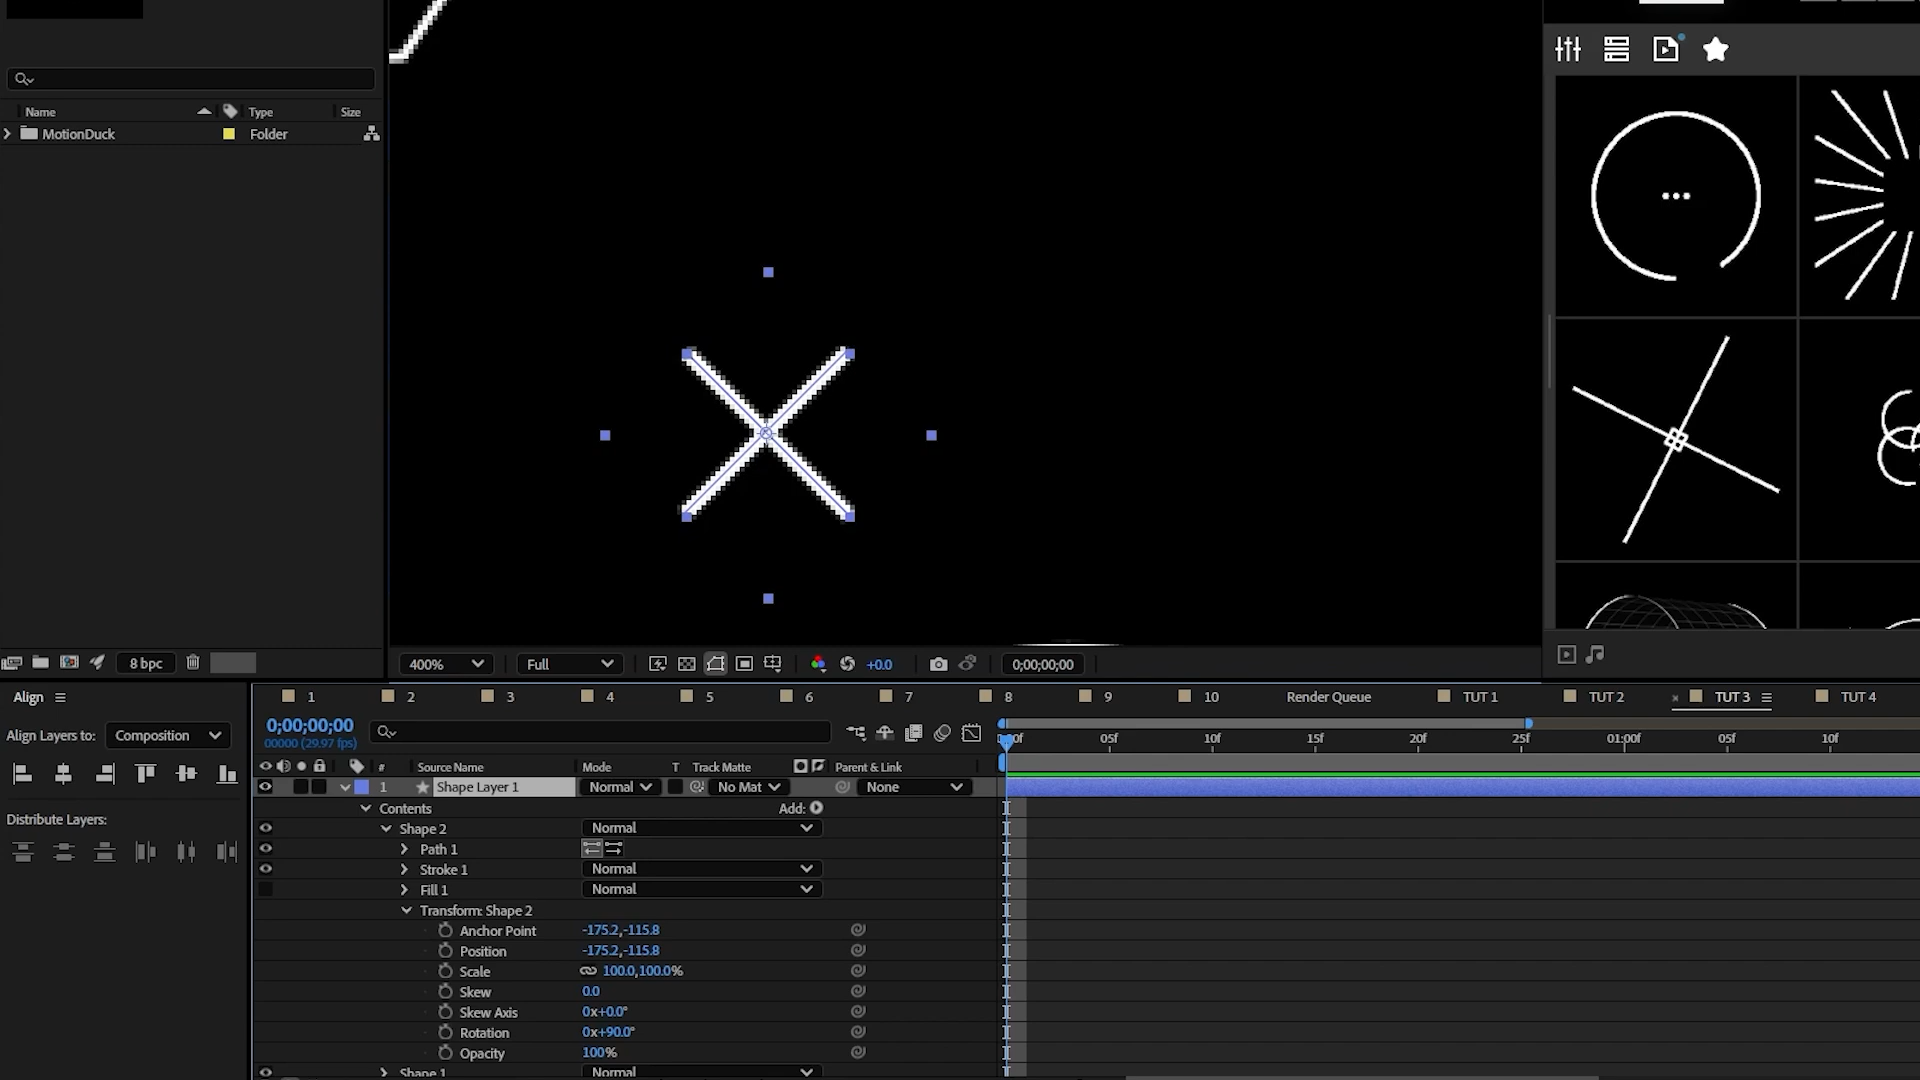 Name Type Size
MotionDuck Folder
8 bpc
400% Full +0.0 0;00;00;00
Align
Align Layers to: Composition
Distribute Layers:
1 2 3 4 5 6 7 8 9 10 Render Queue TUT 1 TUT 2 × TUT 3 TUT 4
0;00;00;00
00000 (29.97 fps)
05f 10f 15f 20f 25f 01:00f 05f 10f
# Source Name Mode T Track Matte Parent & Link
1 Shape Layer 1 Normal No Mat None
Contents Add:
Shape 2 Normal
Path 1
Stroke 1 Normal
Fill 1 Normal
Transform: Shape 2
Anchor Point -175.2,-115.8
Position -175.2,-115.8
Scale 100.0,100.0%
Skew 0.0
Skew Axis 0x+0.0°
Rotation 0x+90.0°
Opacity 100%
Shape 1 Normal